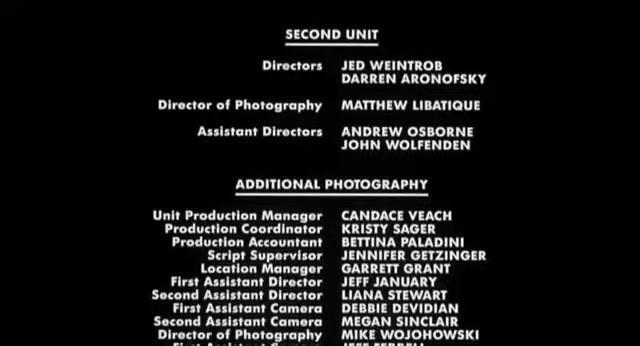 SECOND UNIT
Directors JED WEINTROB
DARREN ARONOFSKY
Director of Photography MATTHEW LIBATIQUE
Assistant Directors ANDREW OSBORNE
JOHN WOLFENDEN
ADDITIONAL PHOTOGRAPHY
Unit Production Manager CANDACE VEACH
Production Coordinator KRISTY SAGER
Production Accountant BETTINA PALADINI
Script Supervisor JENNIFER GETZINGER
Location Manager GARRETT GRANT
First Assistant Director JEFF JANUARY
Second Assistant Director LIANA STEWART
First Assistant Camera DEBBIE DEVIDIAN
Second Assistant Camera MEGAN SINCLAIR
Director of Photography MIKE WOJOHOWSKI